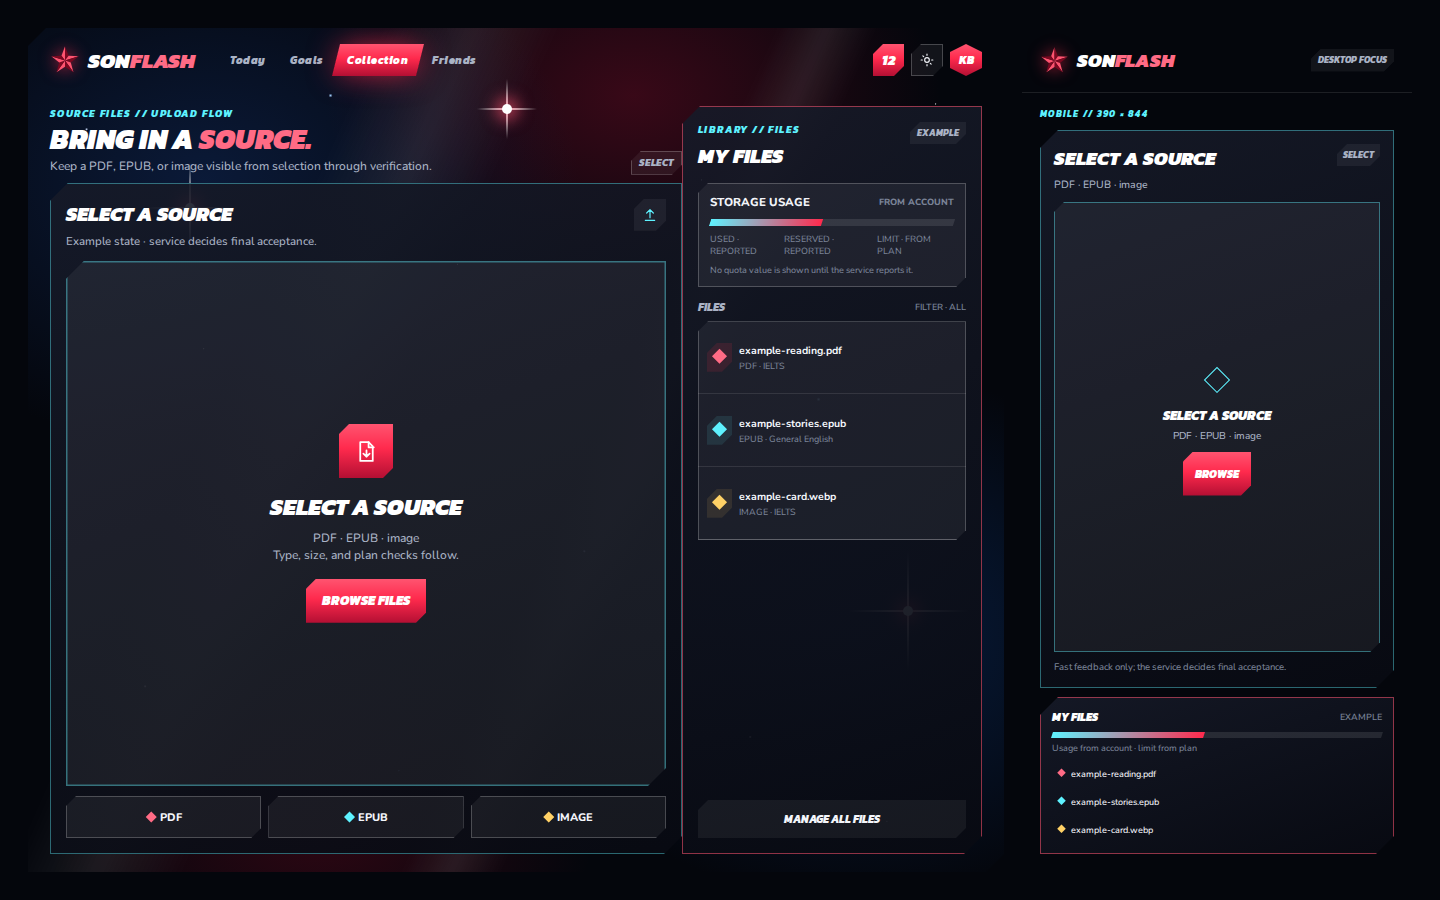 SONFLASH
Today
Goals
Collection
Friends
12
KB
SOURCE FILES // UPLOAD FLOW
BRING IN A SOURCE.
Keep a PDF, EPUB, or image visible from selection through verification.
SELECT
SELECT A SOURCE
Example state · service decides final acceptance.
SELECT A SOURCE
PDF · EPUB · image
Type, size, and plan checks follow.
BROWSE FILES
PDF
EPUB
IMAGE
LIBRARY // FILES
EXAMPLE
MY FILES
STORAGE USAGE
FROM ACCOUNT
USED ·
REPORTED
RESERVED ·
REPORTED
LIMIT · FROM
PLAN
No quota value is shown until the service reports it.
FILES
FILTER · ALL
example-reading.pdf
PDF · IELTS
example-stories.epub
EPUB · General English
example-card.webp
IMAGE · IELTS
MANAGE ALL FILES
SONFLASH
DESKTOP FOCUS
MOBILE // 390 × 844
SELECT A SOURCE
SELECT
PDF · EPUB · image
SELECT A SOURCE
PDF · EPUB · image
BROWSE
Fast feedback only; the service decides final acceptance.
MY FILES
EXAMPLE
Usage from account · limit from plan
example-reading.pdf
example-stories.epub
example-card.webp